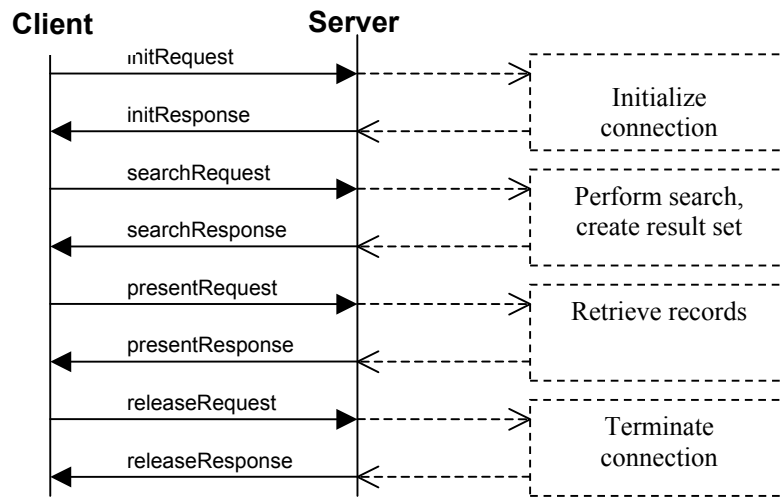 Client Server
initRequest
Initialize
connection
initResponse
searchRequest
Perform search,
create result set
searchResponse
presentRequest
Retrieve records
presentResponse
releaseRequest
Terminate
connection
releaseResponse